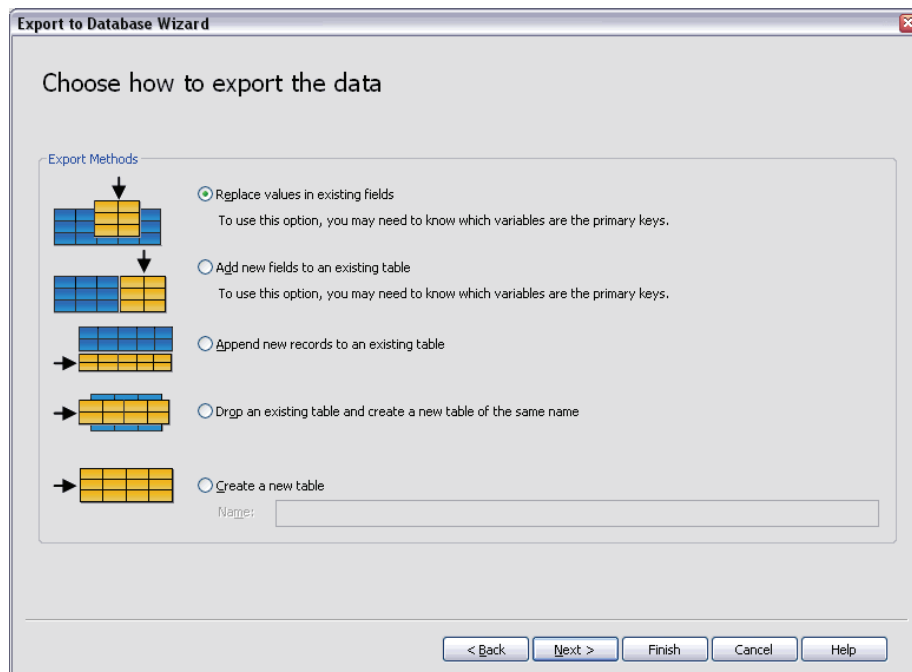 Export to Database Wizard
Choose how to export the data
Export Methods
Replace values in existing fields
To use this option, you may need to know which variables are the primary keys.
Add new fields to an existing table
To use this option, you may need to know which variables are the primary keys.
Append new records to an existing table
Drop an existing table and create a new table of the same name
Create a new table
Name:
< Back Next > Finish Cancel Help